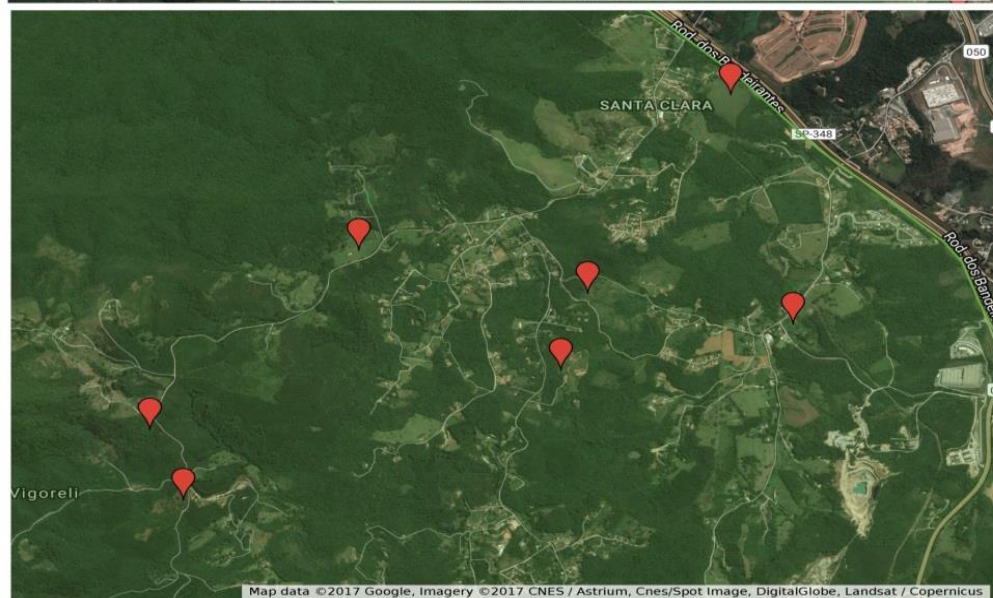 Rod. dos Bandeirantes
050
SANTA CLARA
SP-348
Rod. dos Bande
Vigoreli
Map data ©2017 Google, Imagery ©2017 CNES / Astrium, Cnes/Spot Image, DigitalGlobe, Landsat / Copernicus